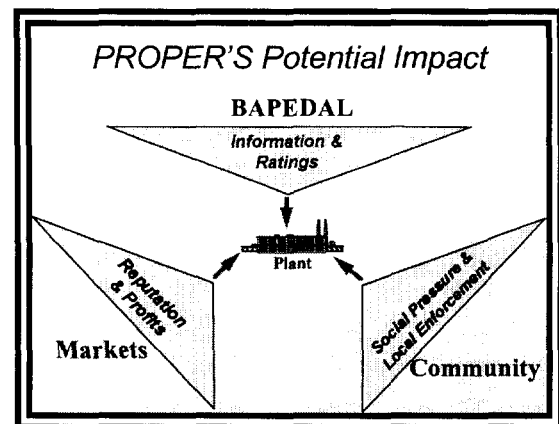 PROPER'S Potential Impact
BAPEDAL
Information &
Ratings
Plant
Reputation
& Profits
Markets
Social Pressure &
Local Enforcement
Community